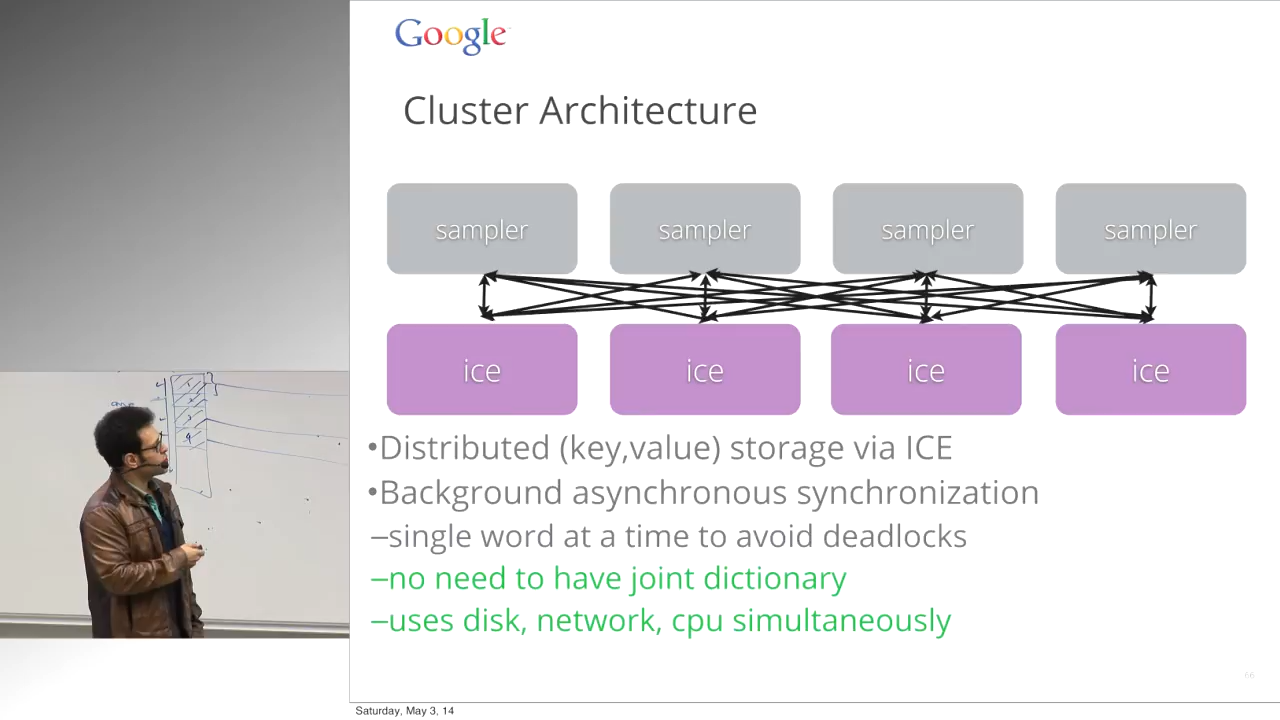 Google
Cluster Architecture
sampler sampler sampler sampler
ice ice ice ice
•Distributed (key,value) storage via ICE
•Background asynchronous synchronization
–single word at a time to avoid deadlocks
–no need to have joint dictionary
–uses disk, network, cpu simultaneously
66
Saturday, May 3, 14